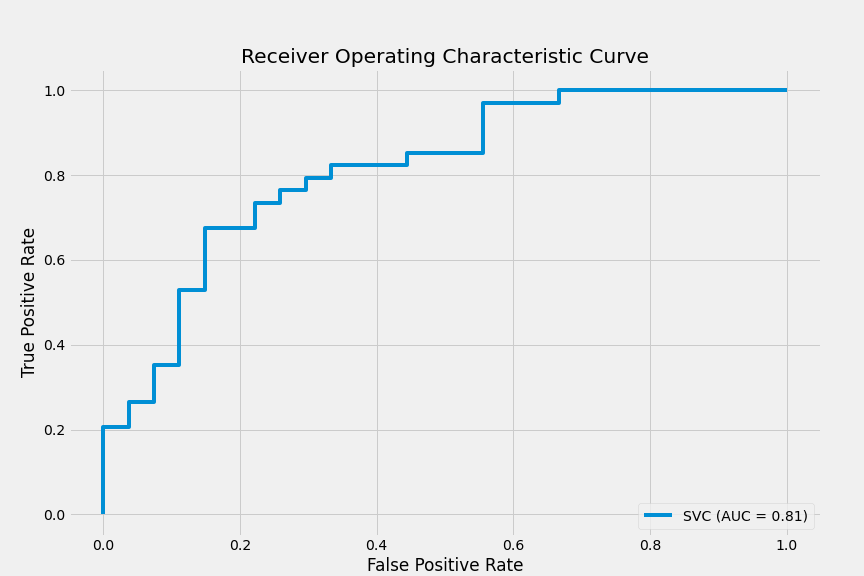 Receiver Operating Characteristic Curve
1.0
0.8
0.6
0.4
0.2
0.0
True Positive Rate
SVC (AUC = 0.81)
0.0 0.2 0.4 0.6 0.8 1.0
False Positive Rate